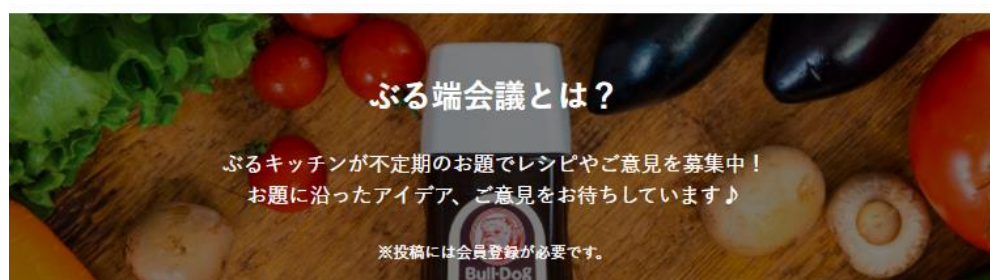 ぶる端会議とは？
ぶるキッチンが不定期のお題でレシピやご意見を募集中！
お題に沿ったアイデア、ご意見をお待ちしています♪
※投稿には会員登録が必要です。
Bull-Dog